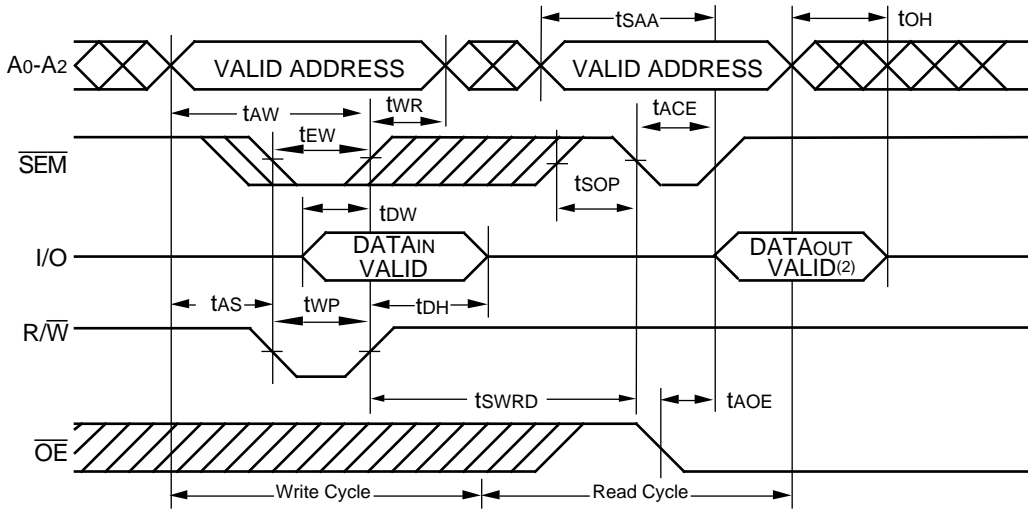 tSAA
tOH
A0-A2
VALID ADDRESS
VALID ADDRESS
tAW
tWR
tACE
tEW
SEM
tSOP
tDW
I/O
DATAIN
VALID
DATAOUT
VALID(2)
tAS
tWP
tDH
R/W
tSWRD
tAOE
OE
Write Cycle
Read Cycle